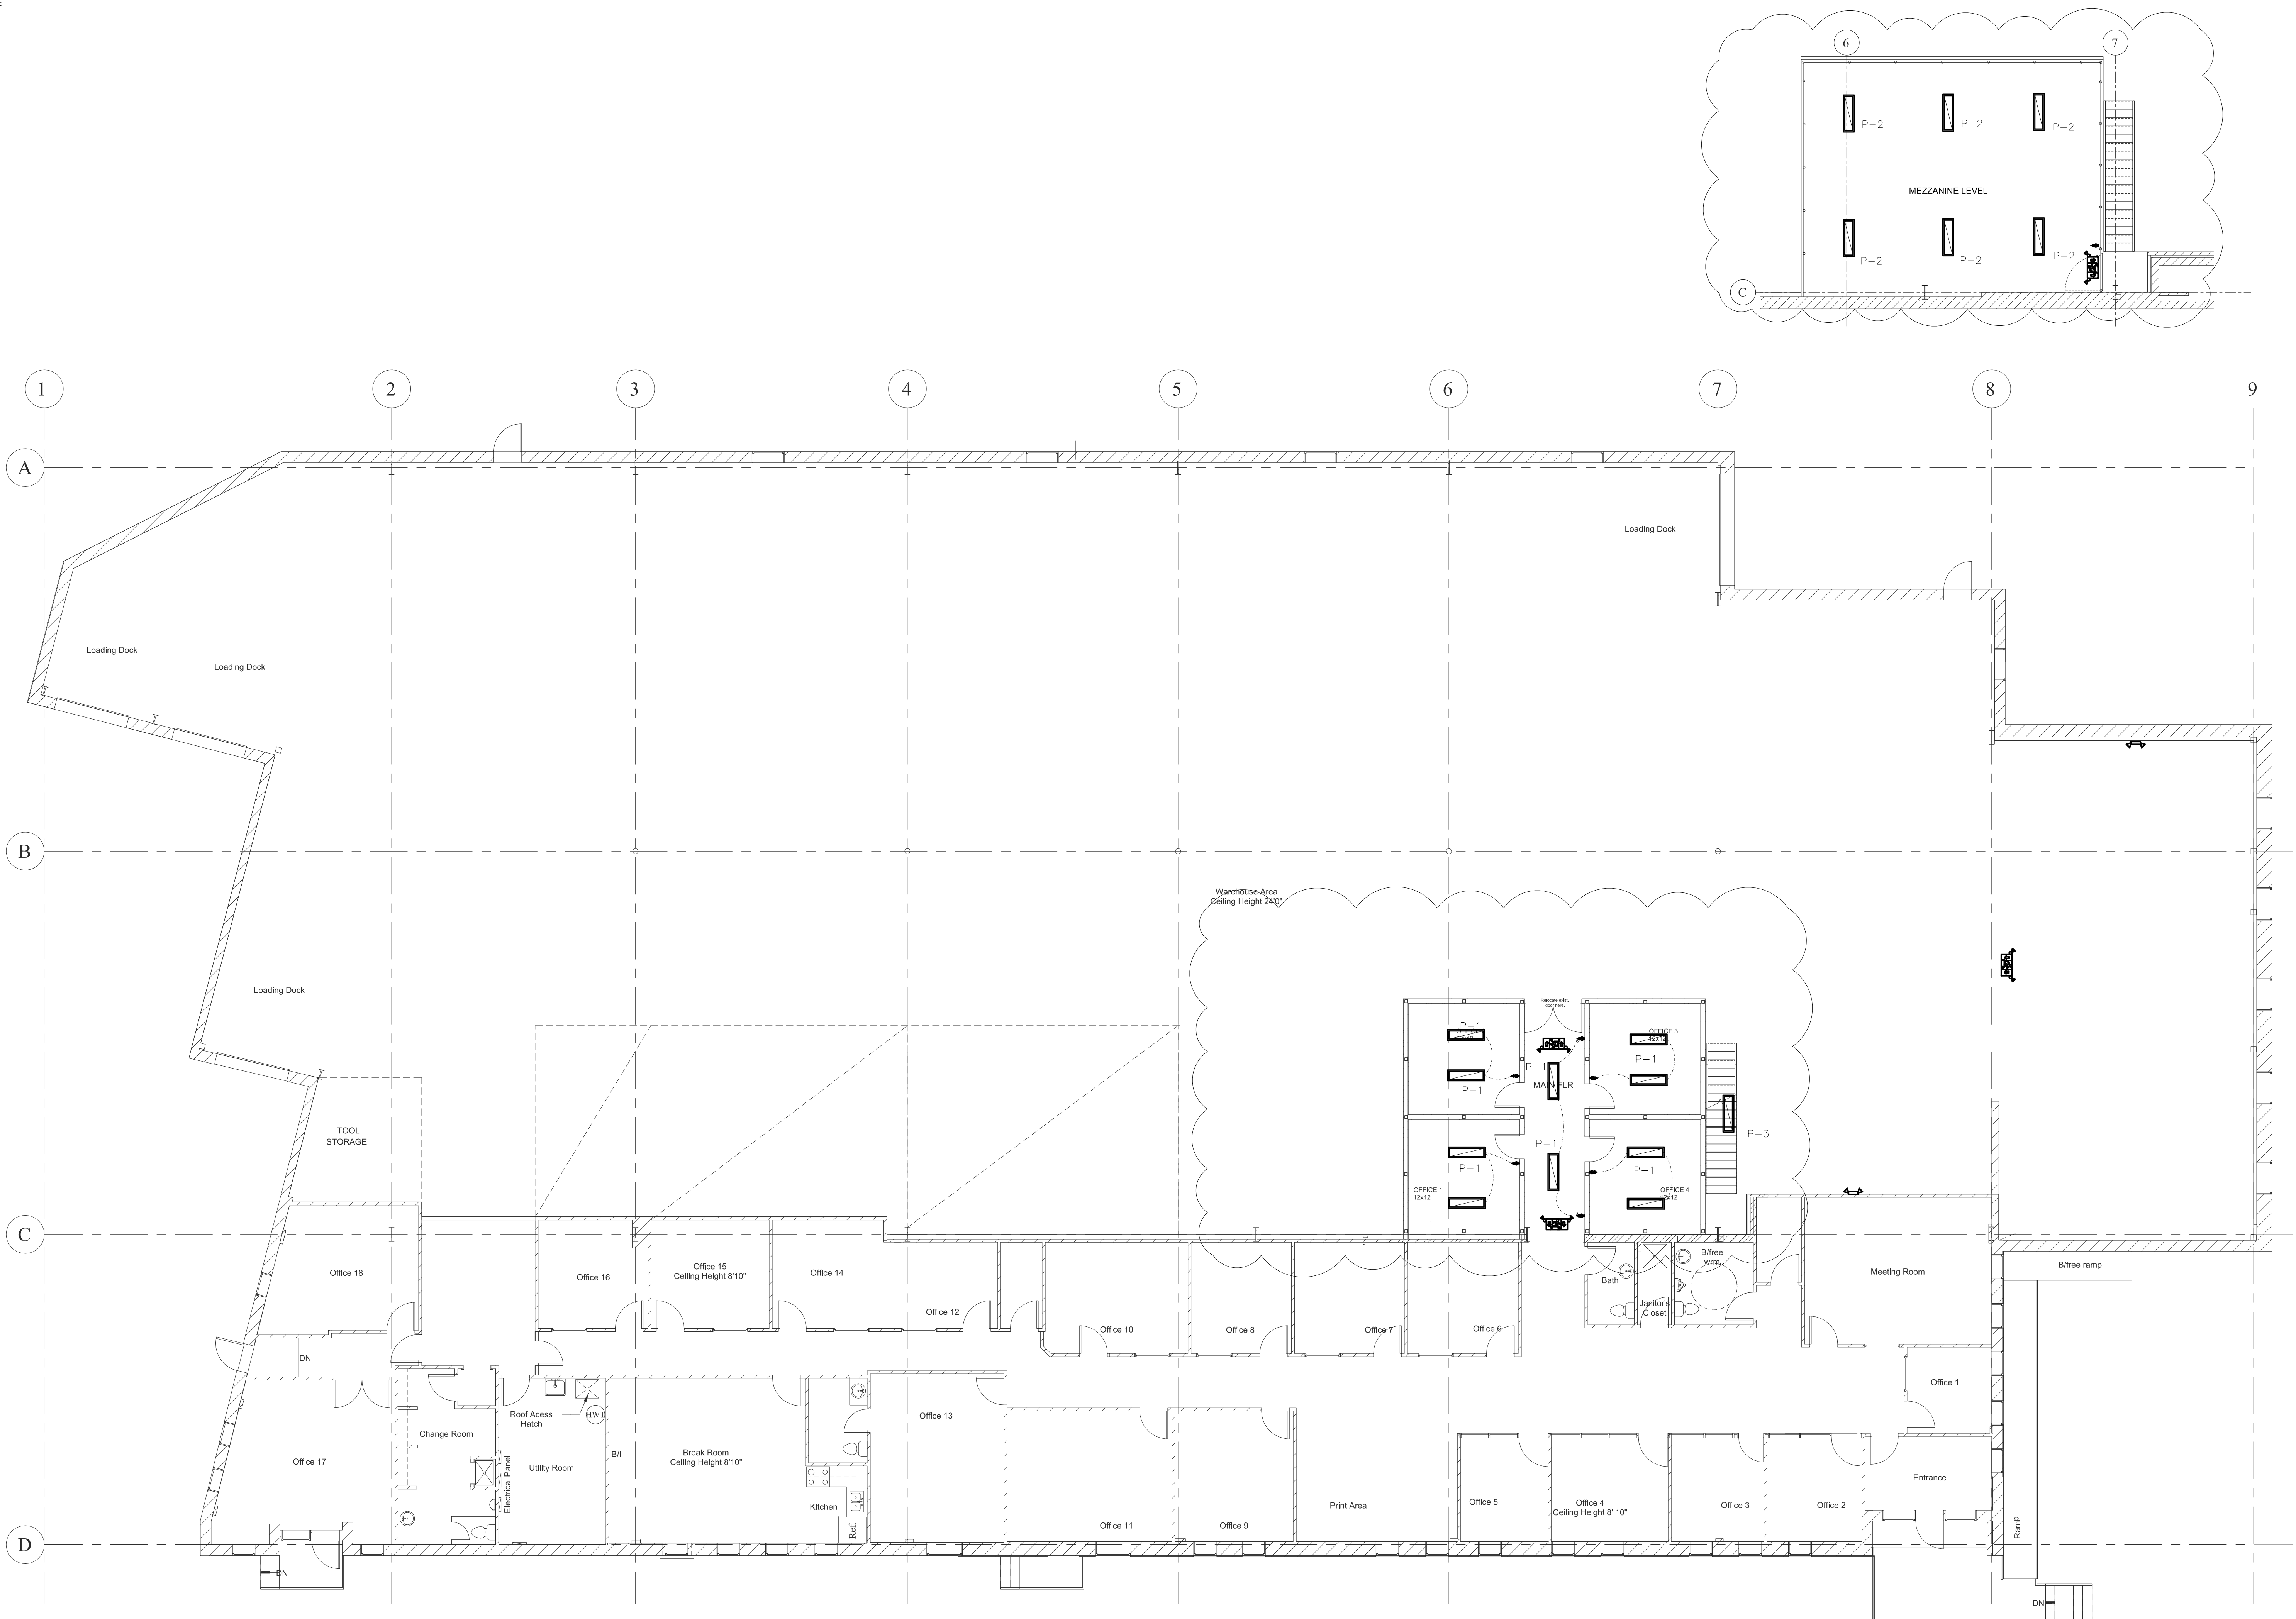 6
7
P-2
P-2
P-2
MEZZANINE LEVEL
P-2
P-2
P-2
C
1
2
3
4
5
6
7
8
9
A
Loading Dock
Loading Dock
Loading Dock
B
Warehouse Area
Ceiling Height 24'0"
Loading Dock
Relocate exist.
door here.
P-1
OFFICE 3
12x12
P-1
P-1
MAIN FLR
P-1
P-3
TOOL
STORAGE
P-1
P-1
P-1
OFFICE 1
12x12
OFFICE 4
12x12
C
Office 18
Office 16
Office 15
Ceiling Height 8'10"
Office 14
Office 12
Office 10
Office 8
Office 7
Office 6
Bath
B/free
wrm.
Janitor's
Closet
Meeting Room
B/free ramp
DN
Office 1
Roof Acess
Hatch
HWT
Office 13
Change Room
Electrical Panel
Utility Room
B/I
Break Room
Ceiling Height 8'10"
Office 17
Kitchen
Ref.
Office 11
Office 9
Print Area
Office 5
Office 4
Ceiling Height 8' 10"
Office 3
Office 2
Entrance
Ramp
D
DN
DN